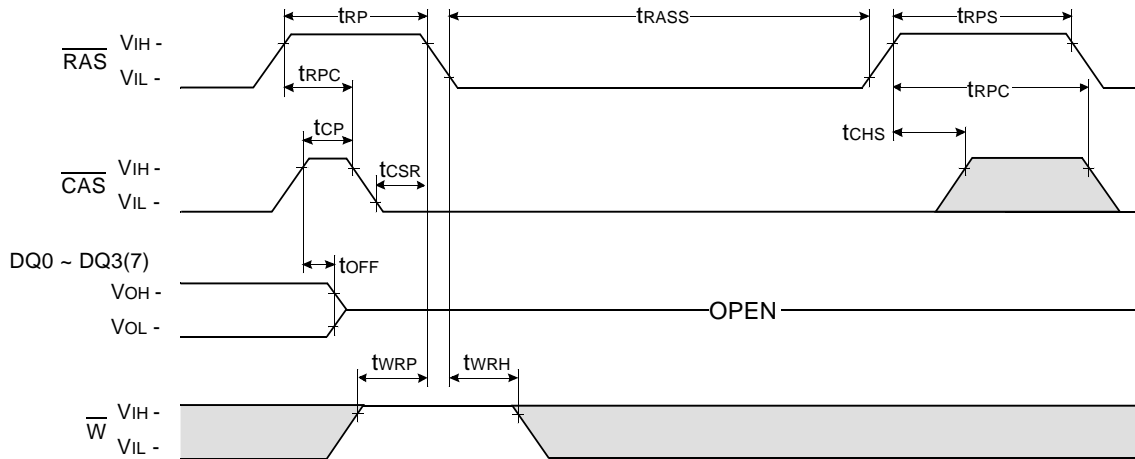 tRP tRASS tRPS
RAS VIH -
VIL -
tRPC tRPC
tCP tCHS
CAS VIH -
VIL -
tCSR
DQ0 ~ DQ3(7)
tOFF
VOH -
VOL -
OPEN
tWRP tWRH
W VIH -
VIL -